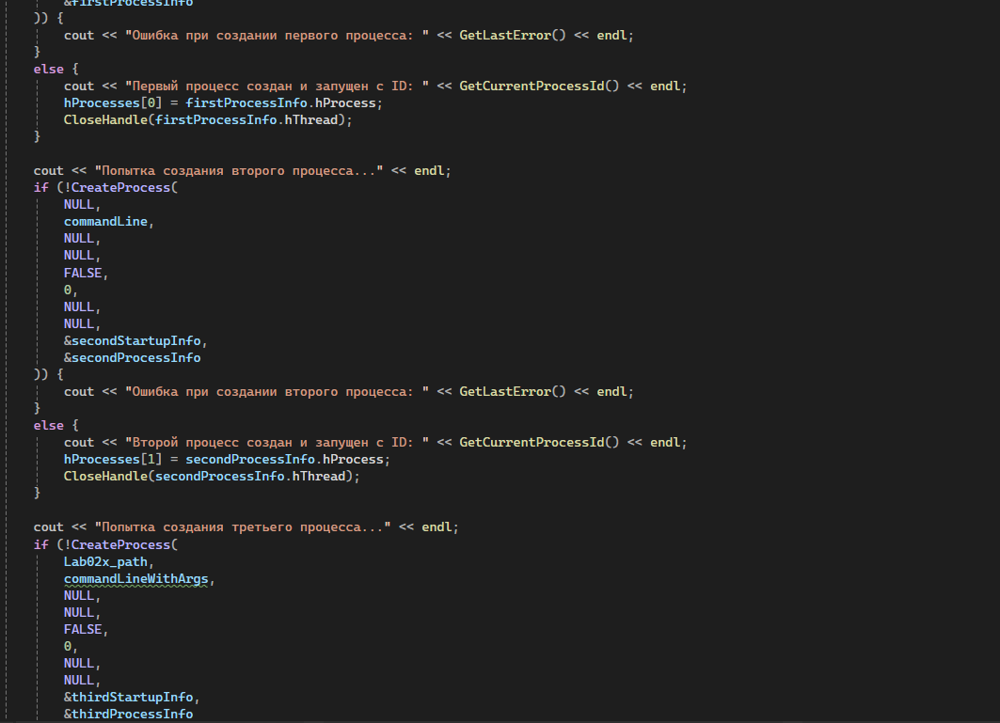 &firstProcessInfo
)) {
cout << "Ошибка при создании первого процесса: " << GetLastError() << endl;
}
else {
cout << "Первый процесс создан и запущен с ID: " << GetCurrentProcessId() << endl;
hProcesses[0] = firstProcessInfo.hProcess;
CloseHandle(firstProcessInfo.hThread);
}
cout << "Попытка создания второго процесса..." << endl;
if (!CreateProcess(
NULL,
commandLine,
NULL,
NULL,
FALSE,
0,
NULL,
NULL,
&secondStartupInfo,
&secondProcessInfo
)) {
cout << "Ошибка при создании второго процесса: " << GetLastError() << endl;
}
else {
cout << "Второй процесс создан и запущен с ID: " << GetCurrentProcessId() << endl;
hProcesses[1] = secondProcessInfo.hProcess;
CloseHandle(secondProcessInfo.hThread);
}
cout << "Попытка создания третьего процесса..." << endl;
if (!CreateProcess(
Lab02x_path,
commandLineWithArgs,
NULL,
NULL,
FALSE,
0,
NULL,
NULL,
&thirdStartupInfo,
&thirdProcessInfo